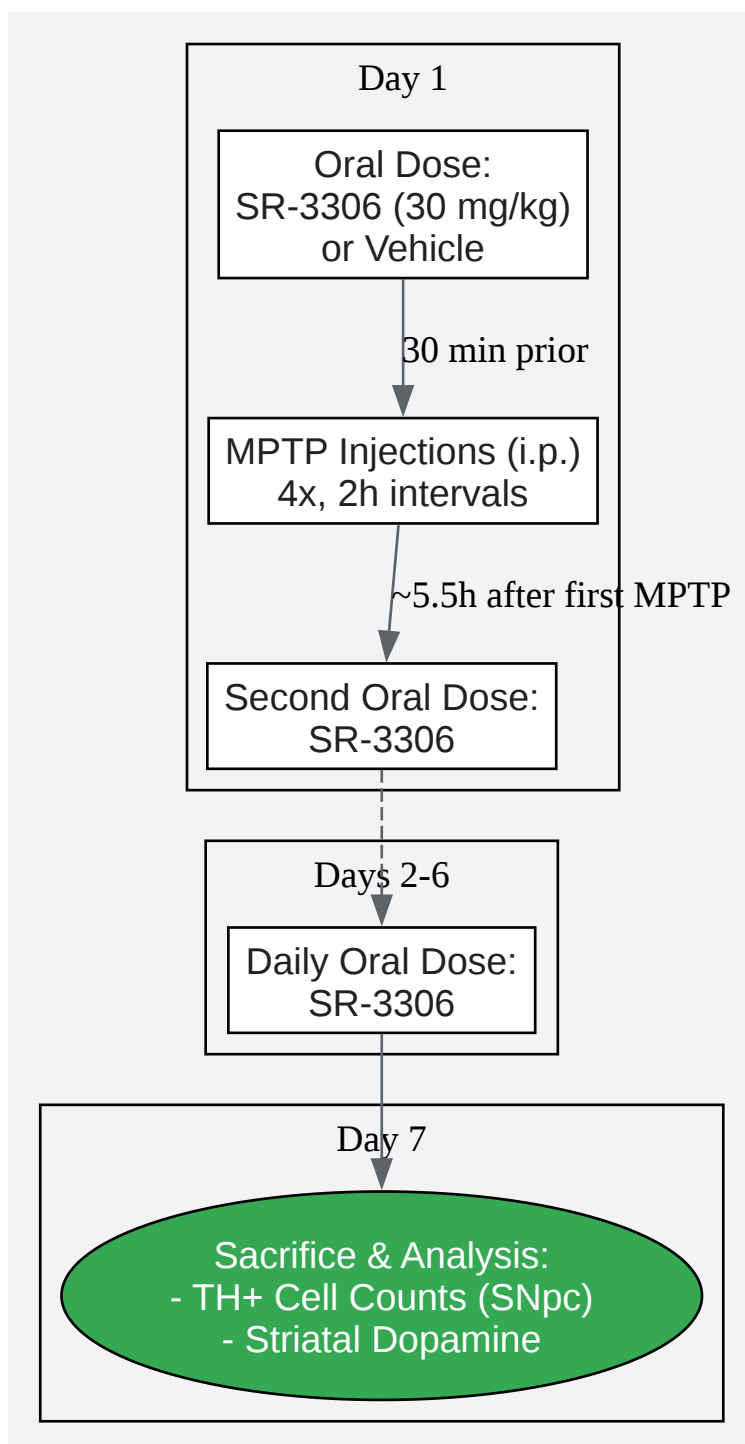 Day 1
Oral Dose:
SR-3306 (30 mg/kg)
or Vehicle
30 min prior
MPTP Injections (i.p.)
4x, 2h intervals
~5.5h after first MPTP
Second Oral Dose:
SR-3306
Days 2-6
Daily Oral Dose:
SR-3306
Day 7
Sacrifice & Analysis:
- TH+ Cell Counts (SNpc)
- Striatal Dopamine